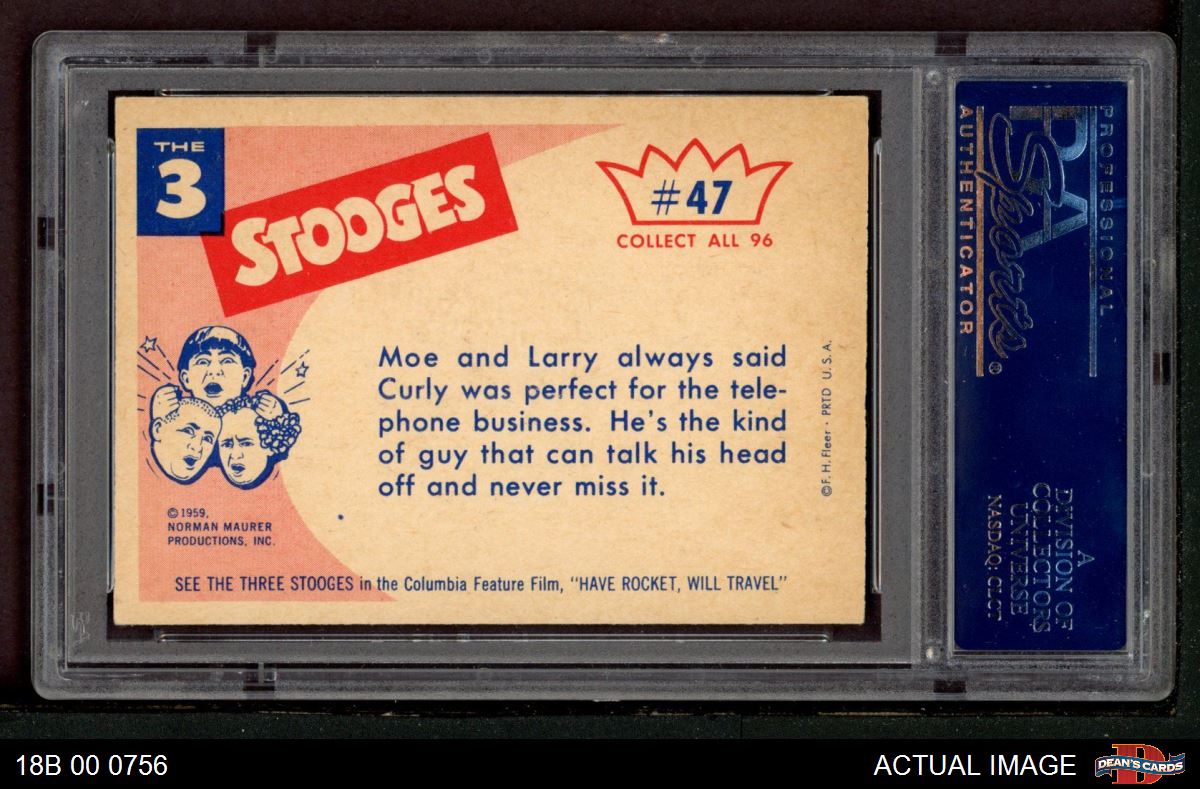 THE
3
STOOGES
#47
COLLECT ALL 96
Moe and Larry always said
Curly was perfect for the tele-
phone business. He's the kind
of guy that can talk his head
off and never miss it.
© F. H. Fleer · PRTD U.S.A.
© 1959,
NORMAN MAURER
PRODUCTIONS, INC.
SEE THE THREE STOOGES in the Columbia Feature Film, "HAVE ROCKET, WILL TRAVEL"
PROFESSIONAL
PSA
Sports®
AUTHENTICATOR
A
DIVISION OF
COLLECTORS
UNIVERSE
NASDAQ: CLCT
18B 00 0756
ACTUAL IMAGE
D
DEAN'S CARDS